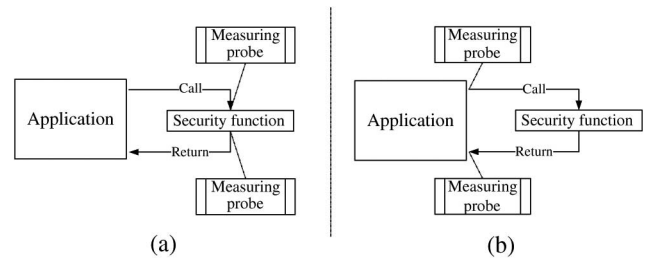 Measuring
probe
Call
Application
Security function
Return
Measuring
probe
(a)
Measuring
probe
Call
Application
Security function
Return
Measuring
probe
(b)